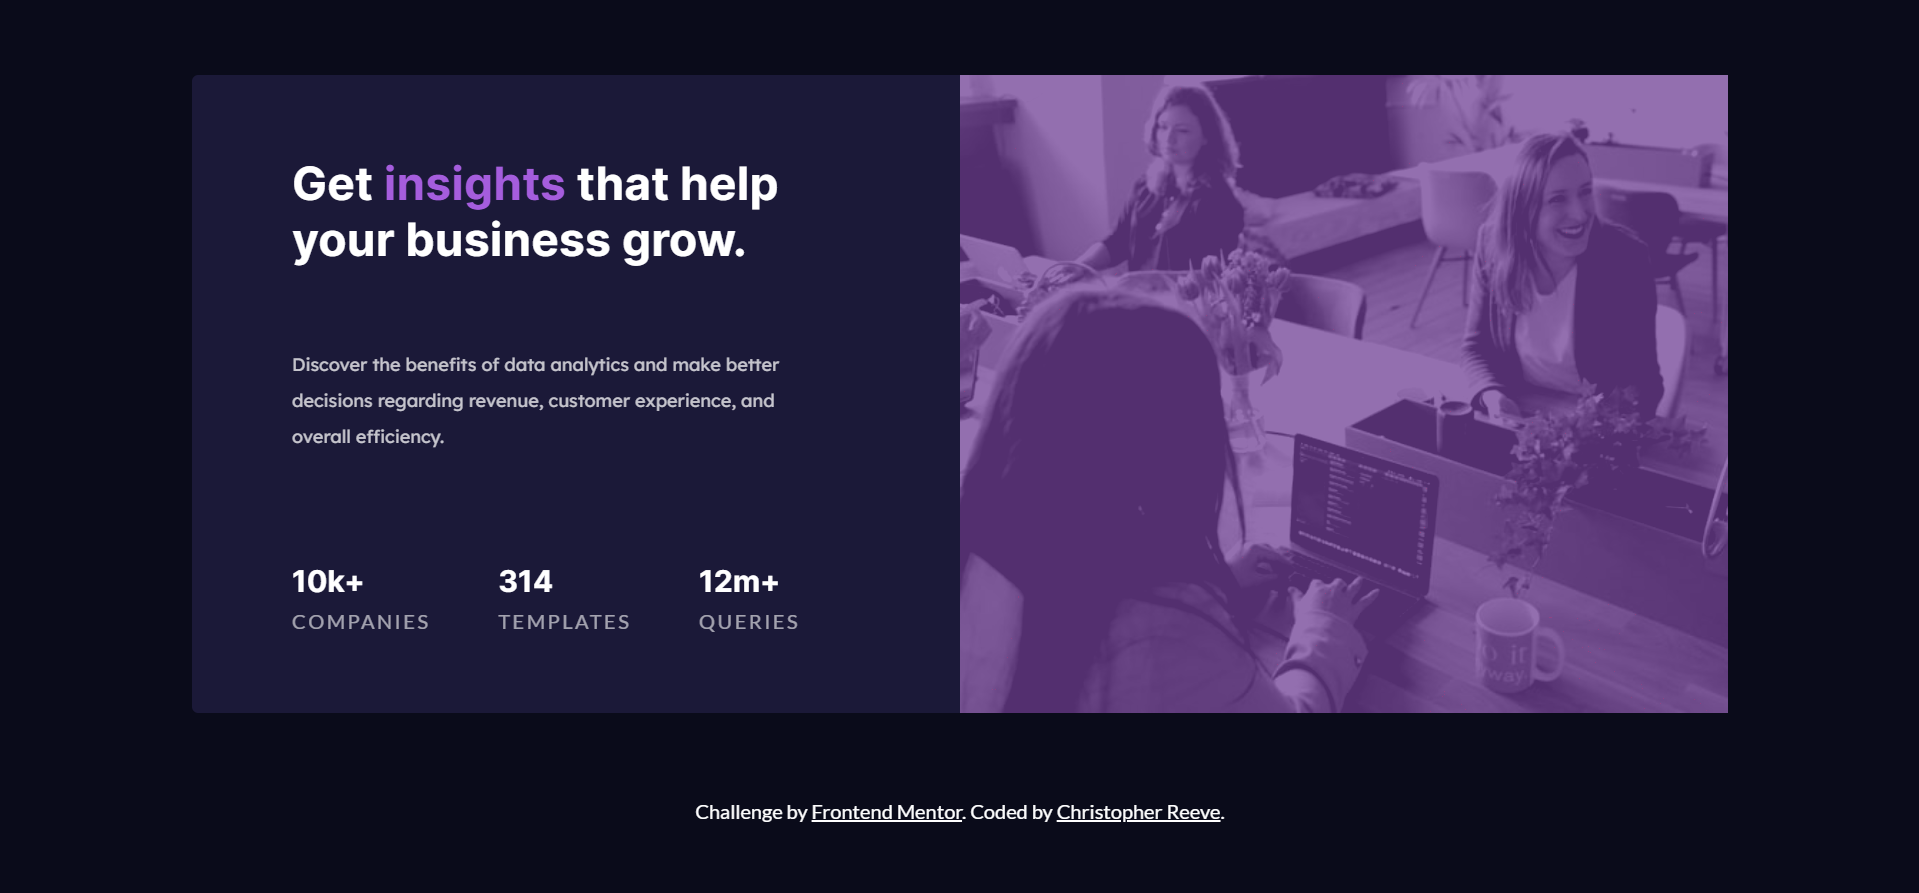 Get insights that help
your business grow.
Discover the benefits of data analytics and make better
decisions regarding revenue, customer experience, and
overall efficiency.
10k+
COMPANIES
314
TEMPLATES
12m+
QUERIES
Challenge by Frontend Mentor. Coded by Christopher Reeve.